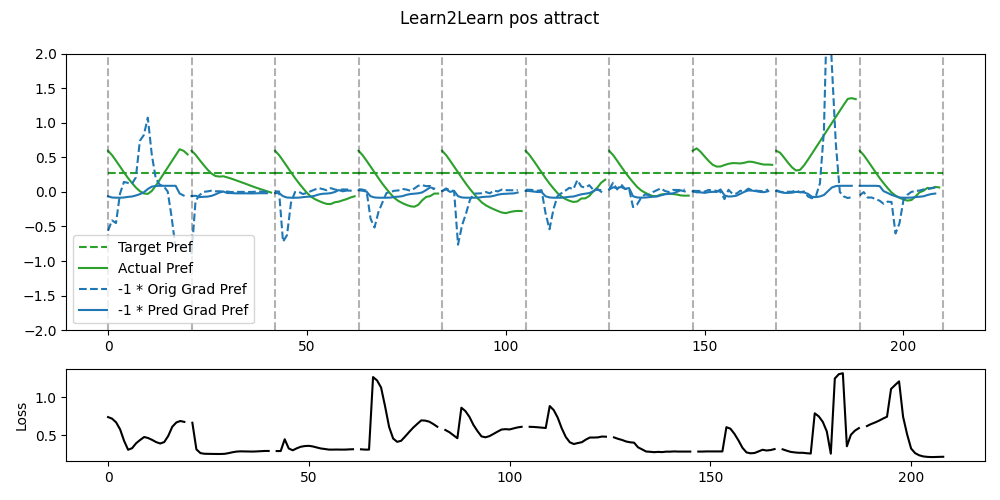 Learn2Learn pos attract
2.0
1.5
1.0
0.5
0.0
−0.5
−1.0
−1.5
−2.0
Target Pref
Actual Pref
-1 * Orig Grad Pref
-1 * Pred Grad Pref
0 50 100 150 200
Loss
1.0
0.5
0 50 100 150 200